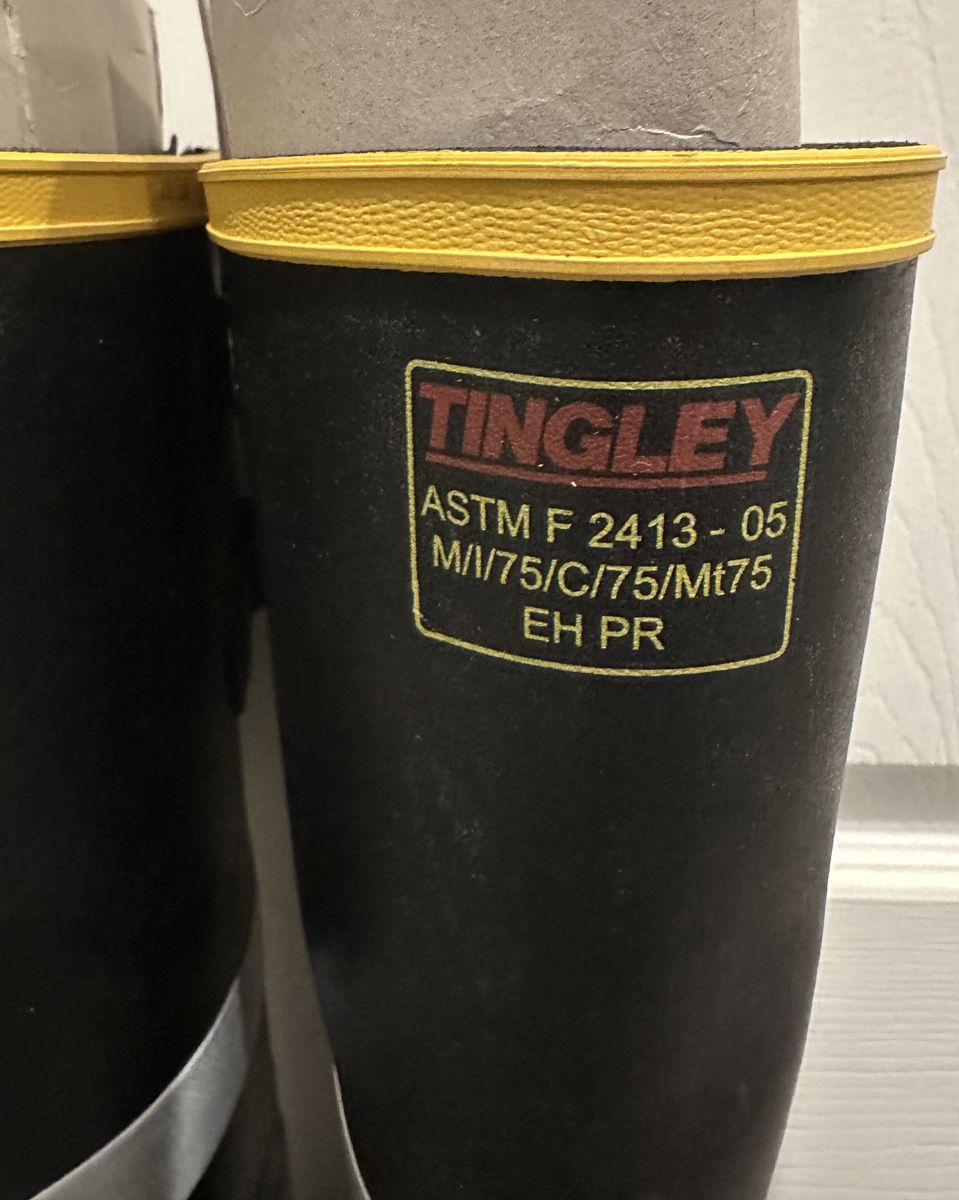 TINGLEY
ASTM F 2413 - 05
M/I/75/C/75/Mt75
EH PR